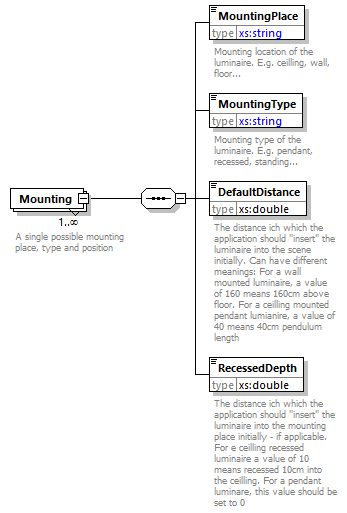 MountingPlace
type xs:string
Mounting location of the
luminaire. E.g. ceilling, wall,
floor...
MountingType
type xs:string
Mounting type of the
luminaire. E.g. pendant,
recessed, standing...
Mounting
1..∞
A single possible mounting
place, type and position
DefaultDistance
type xs:double
The distance ich which the
application should "insert" the
luminaire into the scene
initially. Can have different
meanings: For a wall
mounted luminaire, a value
of 160 means 160cm above
floor. For a ceilling mounted
pendant lumianire, a value of
40 means 40cm pendulum
length
RecessedDepth
type xs:double
The distance ich which the
application should "insert" the
luminaire into the mounting
place initially - if applicable.
For e ceilling recessed
luminaire a value of 10
means recessed 10cm into
the ceilling. For a pendant
luminare, this value should be
set to 0